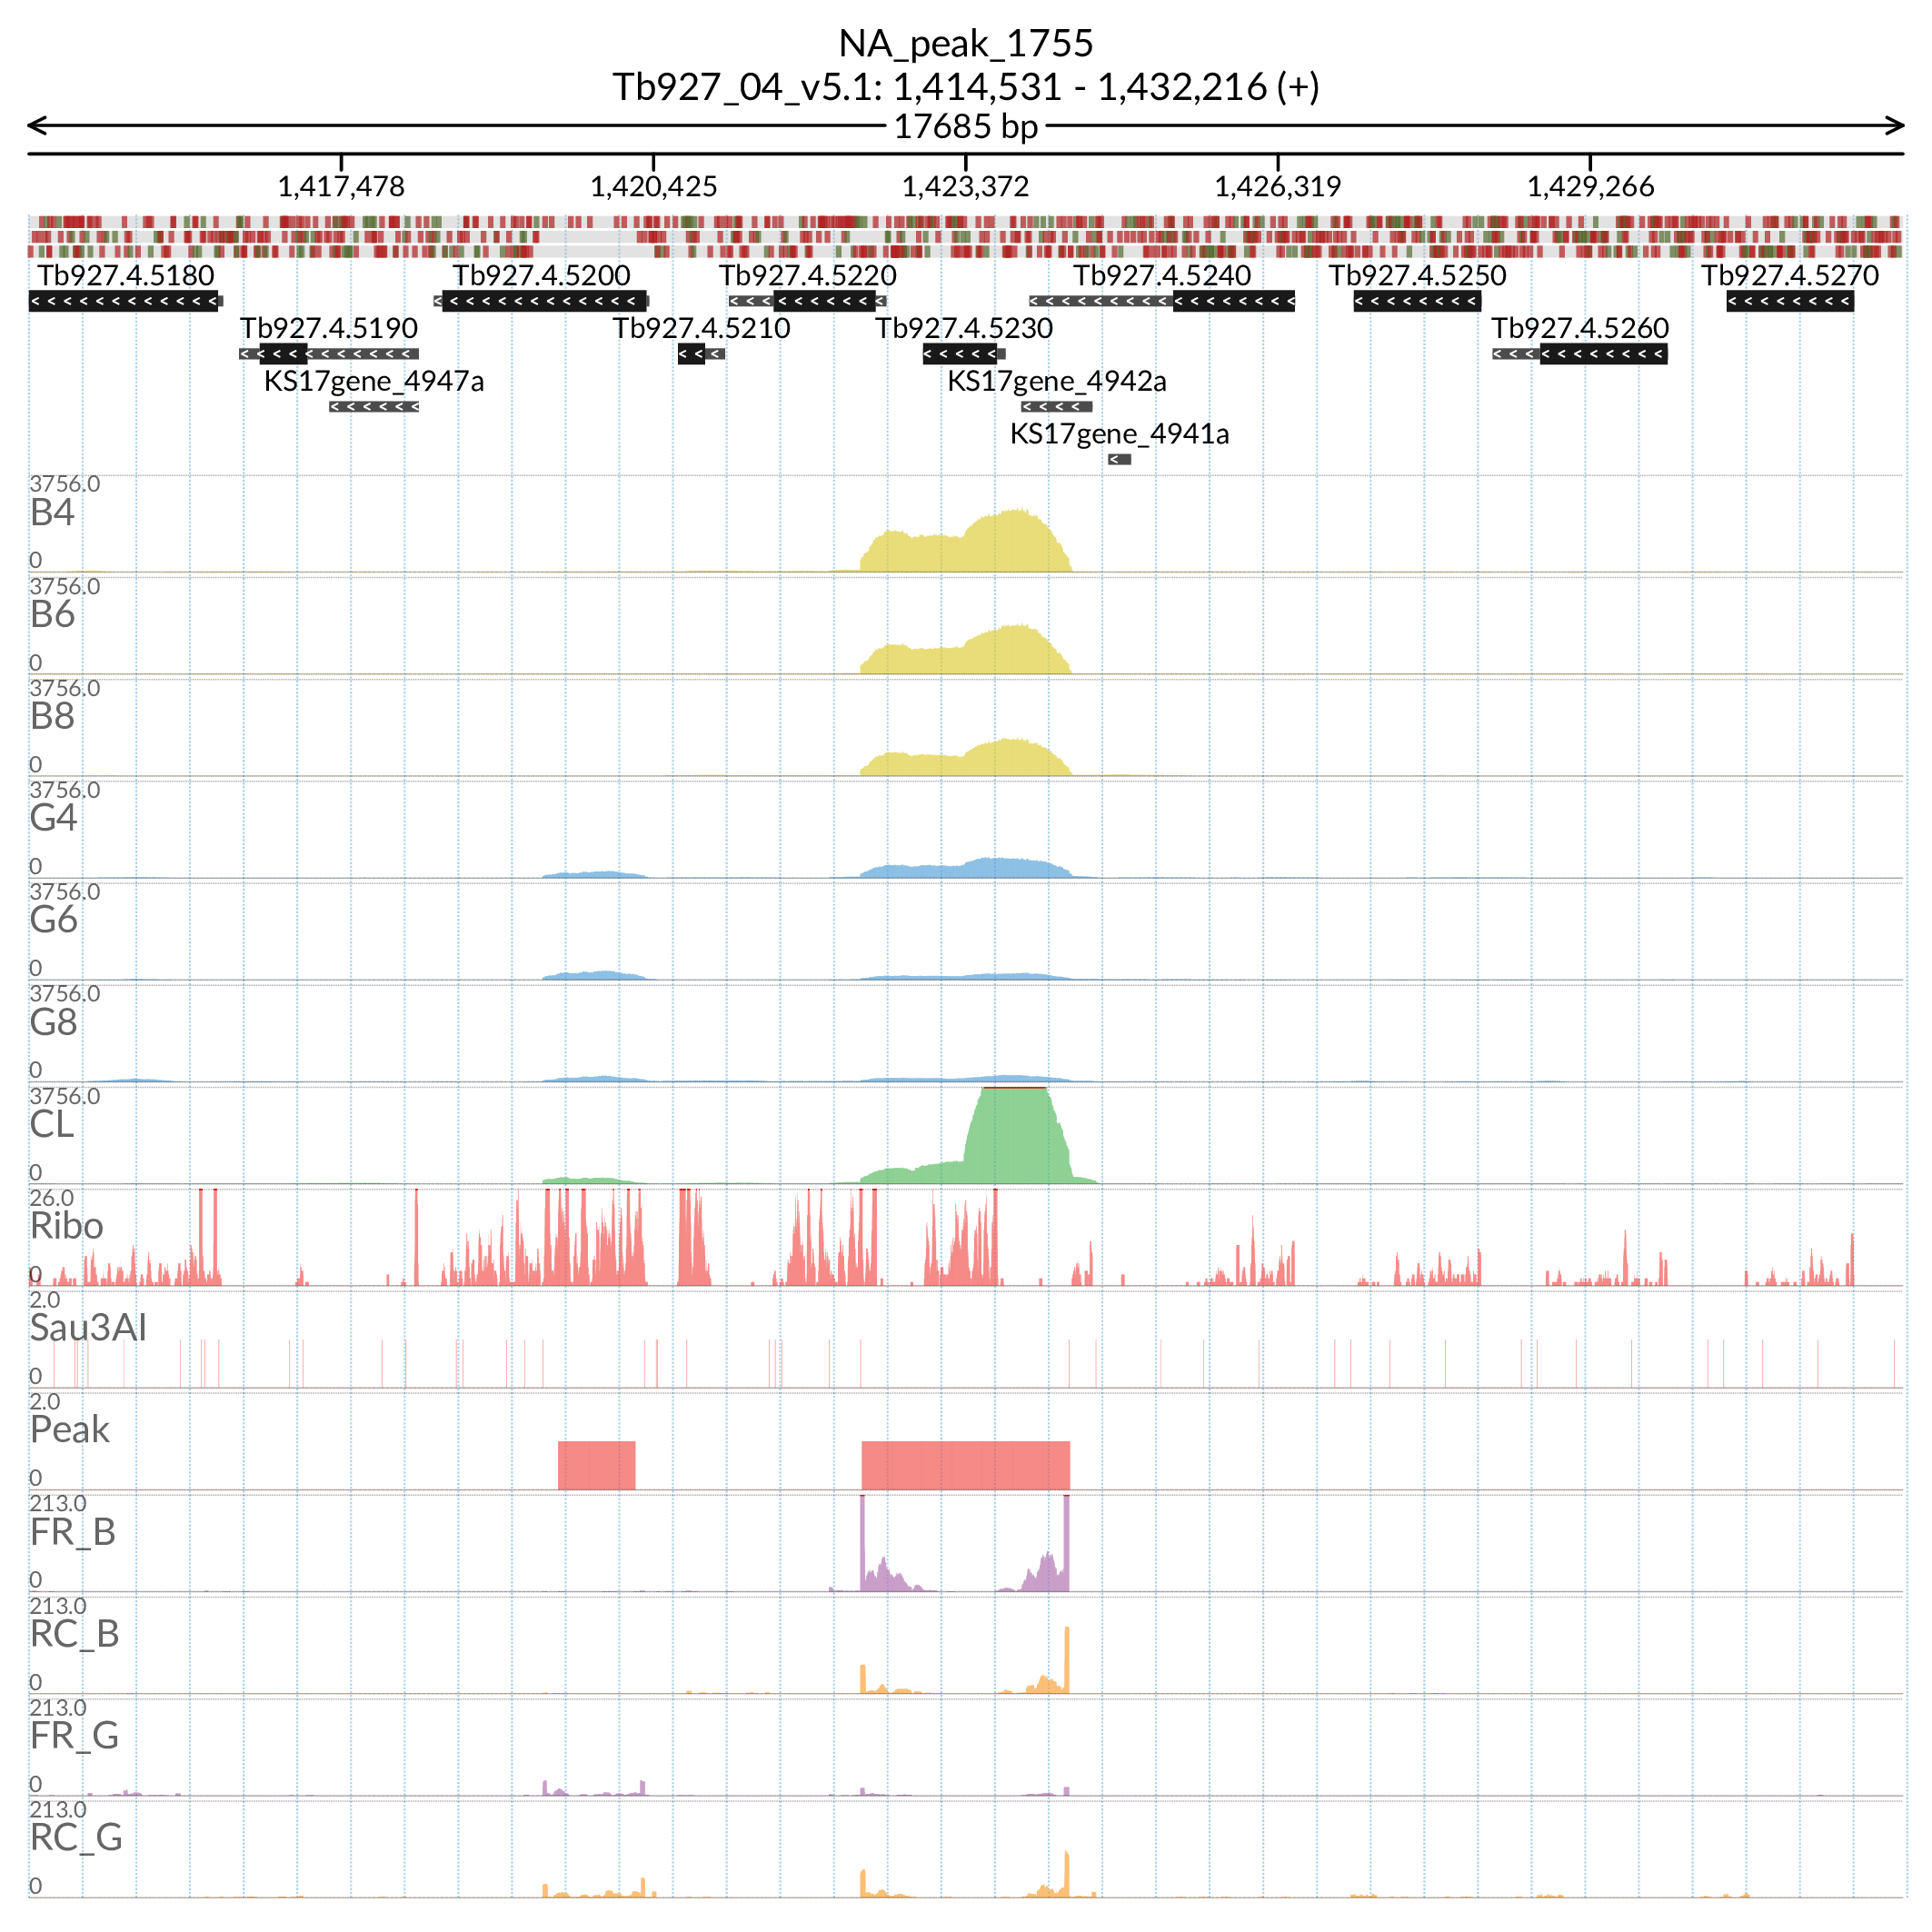 NA_peak_1755
Tb927_04_v5.1: 1,414,531 - 1,432,216 (+)
17685 bp
1,417,478 1,420,425 1,423,372 1,426,319 1,429,266
Tb927.4.5180 Tb927.4.5200 Tb927.4.5220 Tb927.4.5240 Tb927.4.5250 Tb927.4.5270
Tb927.4.5190 Tb927.4.5210 Tb927.4.5230 Tb927.4.5260
KS17gene_4947a KS17gene_4942a
KS17gene_4941a
3756.0
B4
0
3756.0
B6
0
3756.0
B8
0
3756.0
G4
0
3756.0
G6
0
3756.0
G8
0
3756.0
CL
0
26.0
Ribo
0
2.0
Sau3AI
0
2.0
Peak
0
213.0
FR_B
0
213.0
RC_B
0
213.0
FR_G
0
213.0
RC_G
0